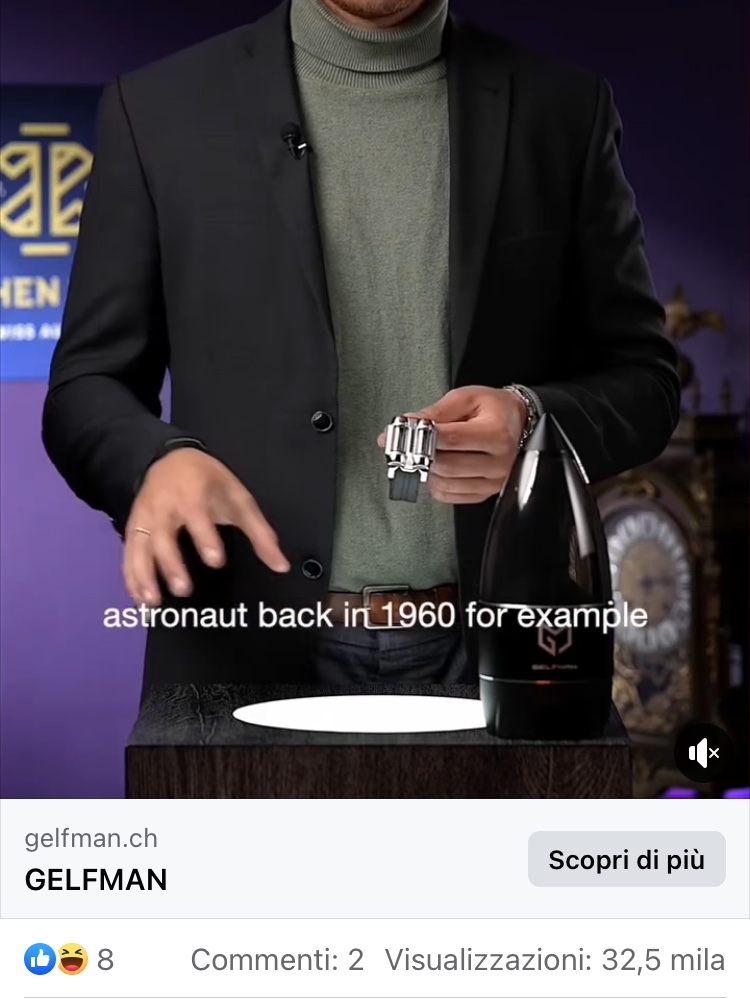 HEN
astronaut back in 1960 for example
GELFMAN
gelfman.ch
GELFMAN
Scopri di più
8
Commenti: 2
Visualizzazioni: 32,5 mila